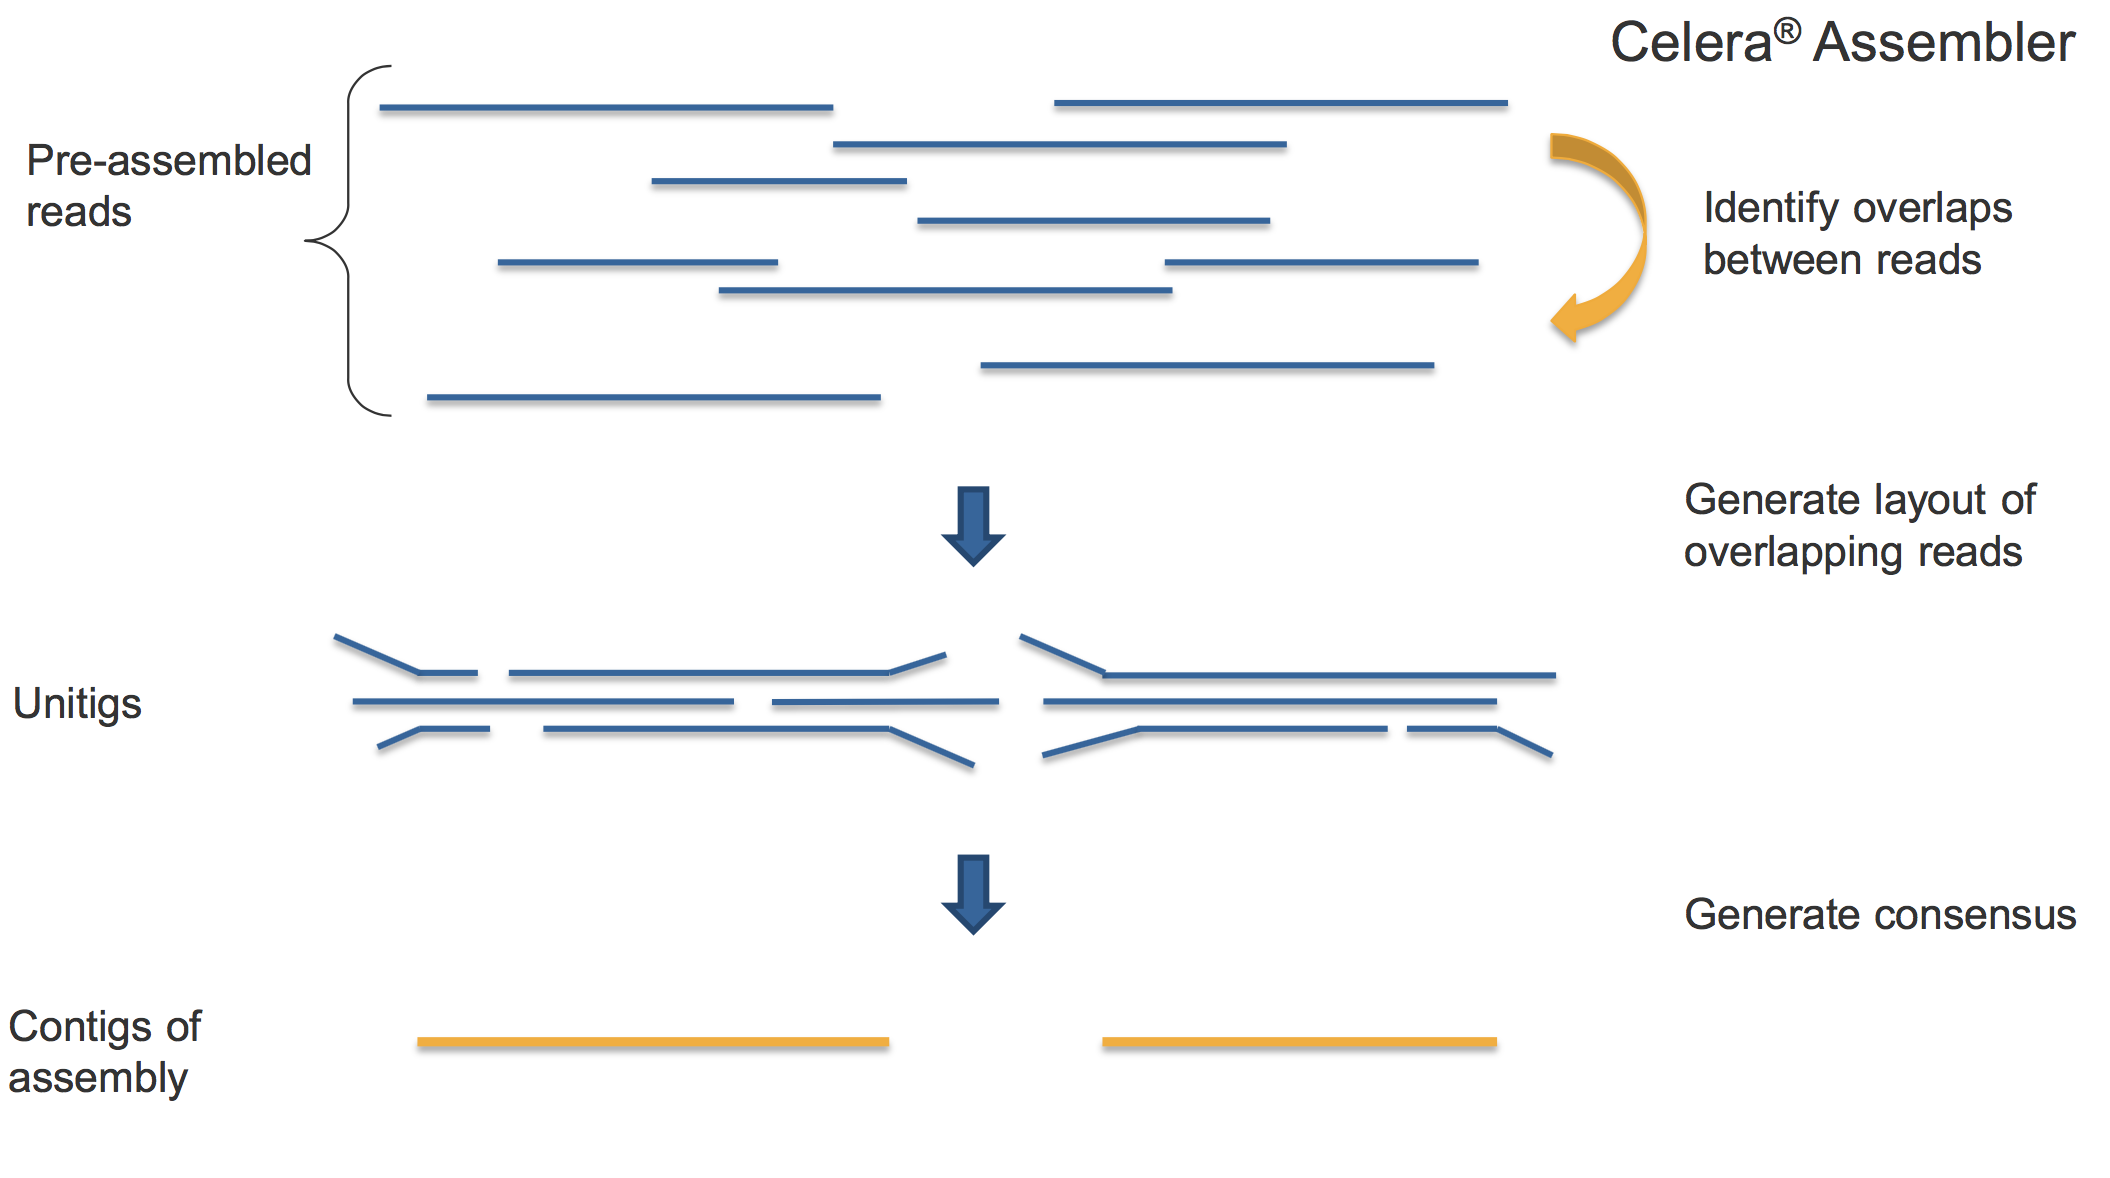 Celera® Assembler
Pre-assembled
reads
Identify overlaps
between reads
Generate layout of
overlapping reads
Unitigs
Generate consensus
Contigs of
assembly